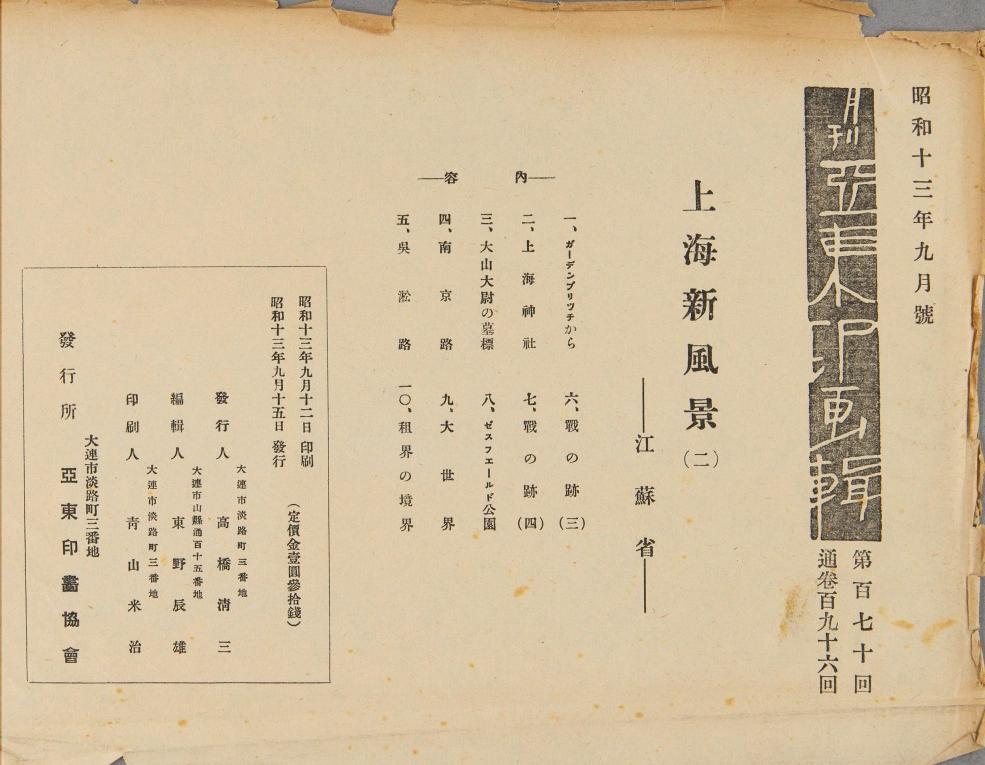 昭和十三年九月號
月刊亞東印画輯
第百七十回
通卷百九十六回
上海新風景(二)
——江蘇省——
——內容——
一、ガーデンブリッヂから
二、上海神社
三、大山大尉の墓標
四、南京路
五、吳淞路
六、戰の跡(三)
七、戰の跡(四)
八、ゼスフエールド公園
九、大世界
一〇、租界の境界
昭和十三年九月十二日 印刷
昭和十三年九月十五日 發行
(定價金壹圓參拾錢)
大連市淡路町三番地
發行人 高橋淸三
大連市山縣通百十五番地
編輯人 東野辰雄
大連市淡路町三番地
印刷人 靑山米治
大連市淡路町三番地
發行所 亞東印畫協會